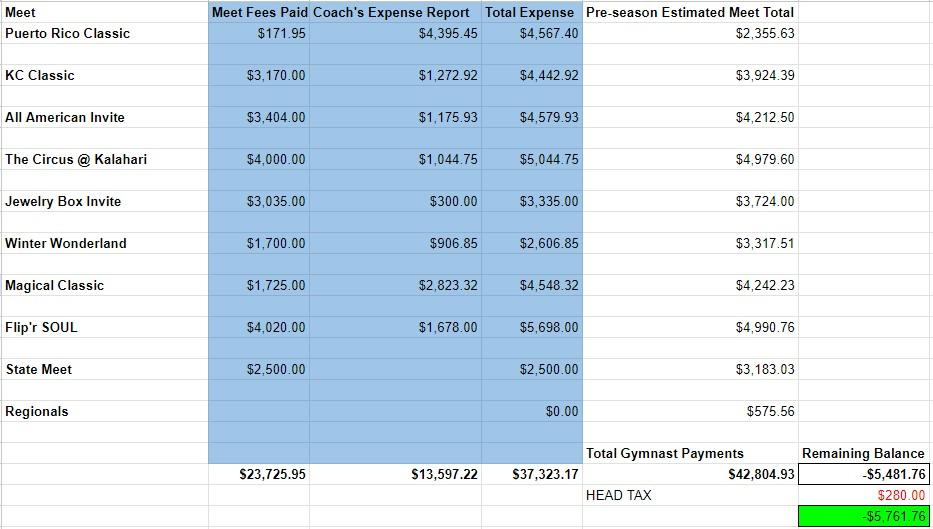 Meet Meet Fees Paid Coach's Expense Report Total Expense Pre-season Estimated Meet Total
Puerto Rico Classic $171.95 $4,395.45 $4,567.40 $2,355.63
KC Classic $3,170.00 $1,272.92 $4,442.92 $3,924.39
All American Invite $3,404.00 $1,175.93 $4,579.93 $4,212.50
The Circus @ Kalahari $4,000.00 $1,044.75 $5,044.75 $4,979.60
Jewelry Box Invite $3,035.00 $300.00 $3,335.00 $3,724.00
Winter Wonderland $1,700.00 $906.85 $2,606.85 $3,317.51
Magical Classic $1,725.00 $2,823.32 $4,548.32 $4,242.23
Flip'r SOUL $4,020.00 $1,678.00 $5,698.00 $4,990.76
State Meet $2,500.00 $2,500.00 $3,183.03
Regionals $0.00 $575.56
Total Gymnast Payments Remaining Balance
$23,725.95 $13,597.22 $37,323.17 $42,804.93 -$5,481.76
HEAD TAX $280.00
-$5,761.76